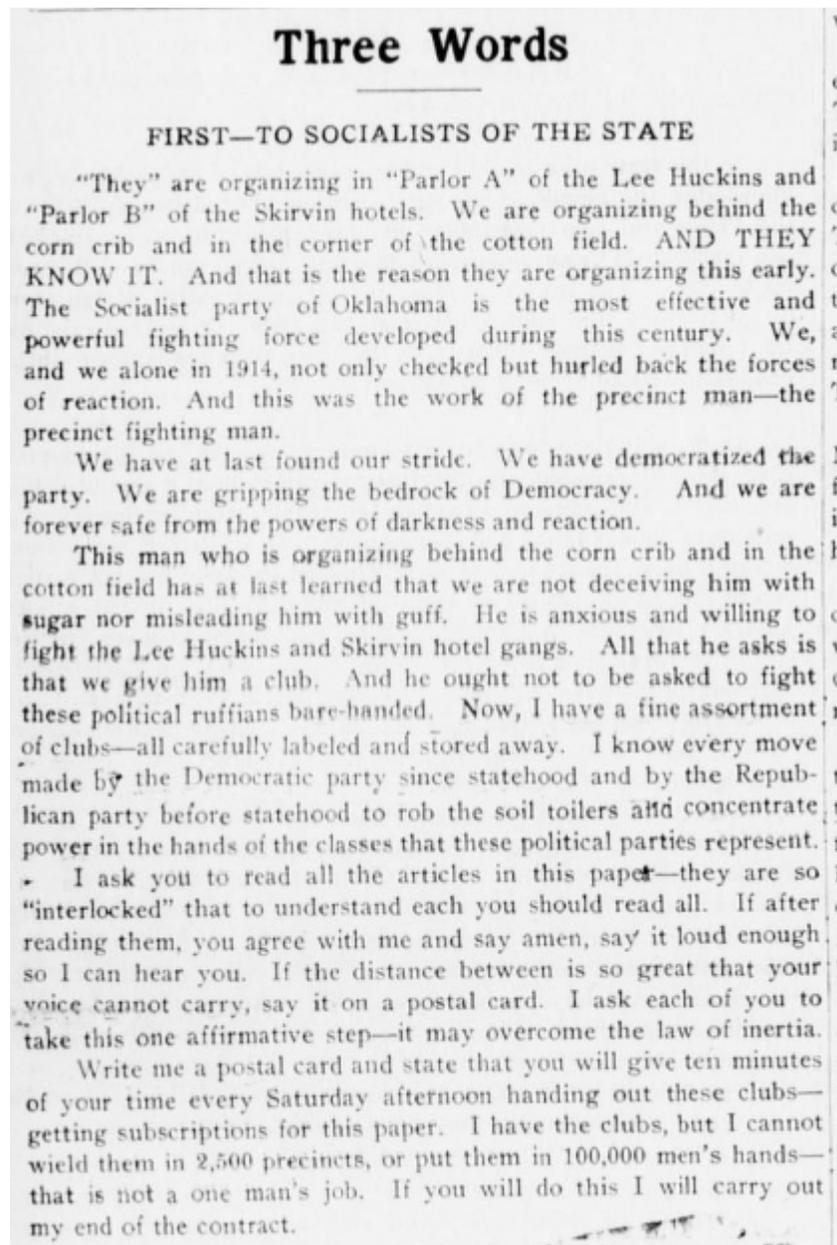 Three Words
FIRST—TO SOCIALISTS OF THE STATE
"They" are organizing in "Parlor A" of the Lee Huckins and
"Parlor B" of the Skirvin hotels. We are organizing behind the
corn crib and in the corner of the cotton field. AND THEY
KNOW IT. And that is the reason they are organizing this early.
The Socialist party of Oklahoma is the most effective and
powerful fighting force developed during this century. We,
and we alone in 1914, not only checked but hurled back the forces
of reaction. And this was the work of the precinct man—the
precinct fighting man.
We have at last found our stride. We have democratized the
party. We are gripping the bedrock of Democracy. And we are
forever safe from the powers of darkness and reaction.
This man who is organizing behind the corn crib and in the
cotton field has at last learned that we are not deceiving him with
sugar nor misleading him with guff. He is anxious and willing to
fight the Lee Huckins and Skirvin hotel gangs. All that he asks is
that we give him a club. And he ought not to be asked to fight
these political ruffians bare-handed. Now, I have a fine assortment
of clubs—all carefully labeled and stored away. I know every move
made by the Democratic party since statehood and by the Repub-
lican party before statehood to rob the soil toilers and concentrate
power in the hands of the classes that these political parties represent.
I ask you to read all the articles in this paper—they are so
"interlocked" that to understand each you should read all. If after
reading them, you agree with me and say amen, say it loud enough
so I can hear you. If the distance between is so great that your
voice cannot carry, say it on a postal card. I ask each of you to
take this one affirmative step—it may overcome the law of inertia.
Write me a postal card and state that you will give ten minutes
of your time every Saturday afternoon handing out these clubs—
getting subscriptions for this paper. I have the clubs, but I cannot
wield them in 2,500 precincts, or put them in 100,000 men's hands—
that is not a one man's job. If you will do this I will carry out
my end of the contract.